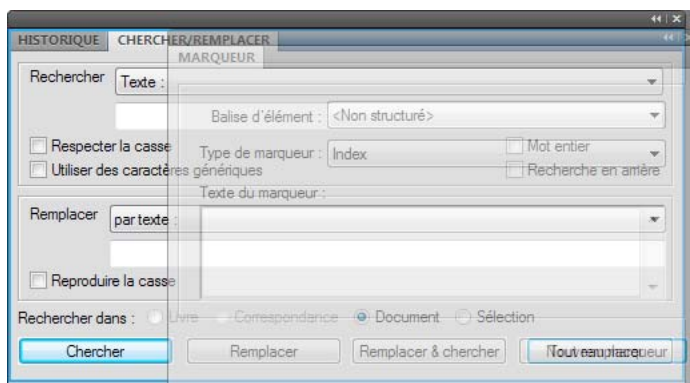 HISTORIQUE CHERCHER/REMPLACER
MARQUEUR
Rechercher Texte :
Balise d'élément : <Non structuré>
Respecter la casse Type de marqueur : Index Mot entier
Utiliser des caractères génériques Recherche en arrière
Texte du marqueur :
Remplacer par texte :
Reproduire la casse
Rechercher dans : Livre Correspondance Document Sélection
Chercher Remplacer Remplacer & chercher Tout remplacer